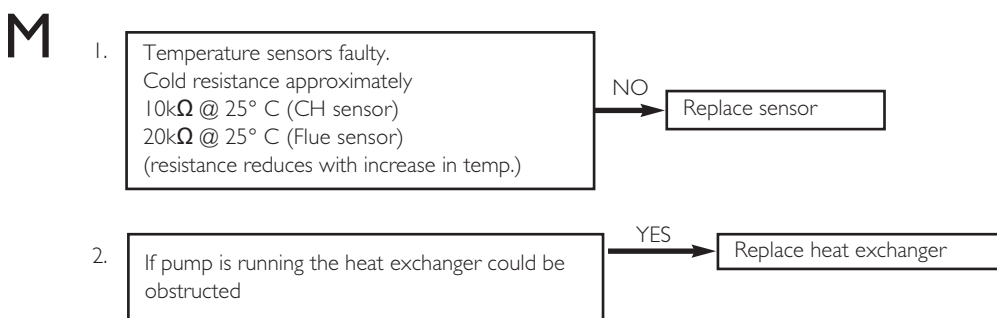 M
1. Temperature sensors faulty.
Cold resistance approximately
10kΩ @ 25° C (CH sensor)
20kΩ @ 25° C (Flue sensor)
(resistance reduces with increase in temp.)
NO
Replace sensor
2. If pump is running the heat exchanger could be
obstructed
YES
Replace heat exchanger